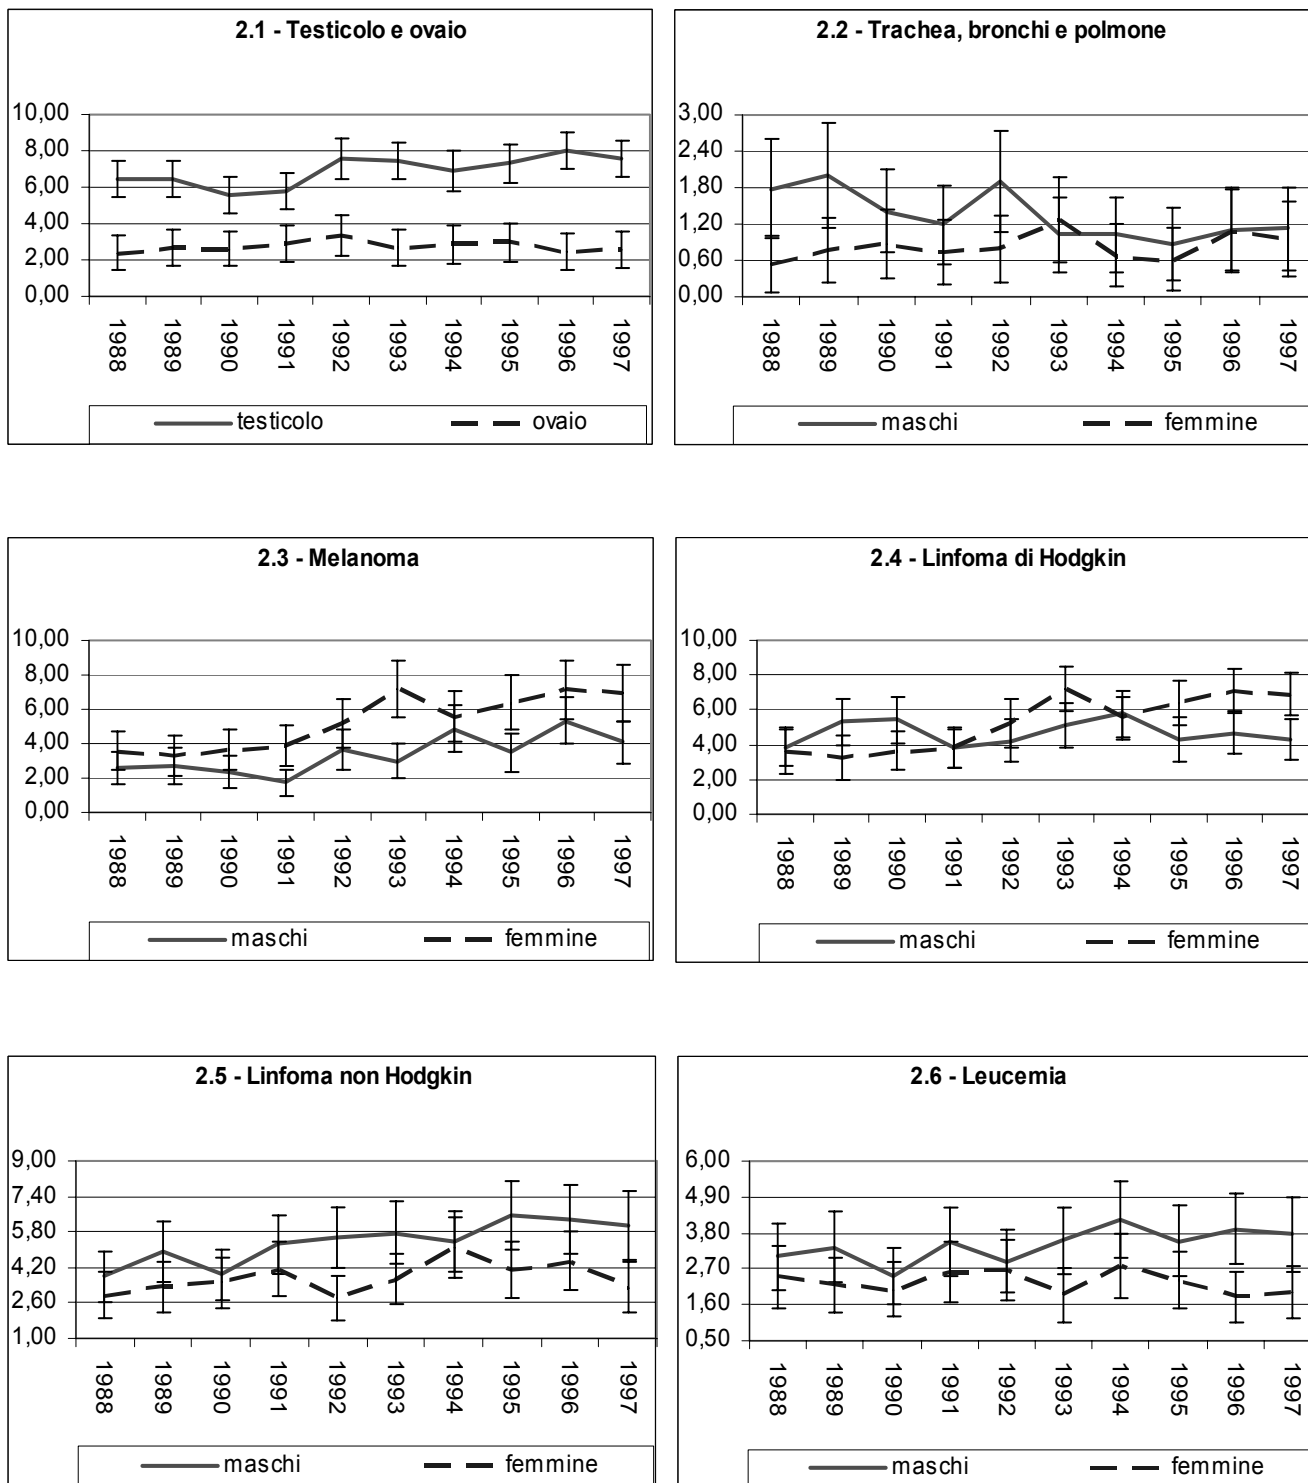 2.1 - Testicolo e ovaio
10,00
8,00
6,00
4,00
2,00
0,00
1988 1989 1990 1991 1992 1993 1994 1995 1996 1997
testicolo ovaio
2.2 - Trachea, bronchi e polmone
3,00
2,40
1,80
1,20
0,60
0,00
1988 1989 1990 1991 1992 1993 1994 1995 1996 1997
maschi femmine
2.3 - Melanoma
10,00
8,00
6,00
4,00
2,00
0,00
1988 1989 1990 1991 1992 1993 1994 1995 1996 1997
maschi femmine
2.4 - Linfoma di Hodgkin
10,00
8,00
6,00
4,00
2,00
0,00
1988 1989 1990 1991 1992 1993 1994 1995 1996 1997
maschi femmine
2.5 - Linfoma non Hodgkin
9,00
7,40
5,80
4,20
2,60
1,00
1988 1989 1990 1991 1992 1993 1994 1995 1996 1997
maschi femmine
2.6 - Leucemia
6,00
4,90
3,80
2,70
1,60
0,50
1988 1989 1990 1991 1992 1993 1994 1995 1996 1997
maschi femmine